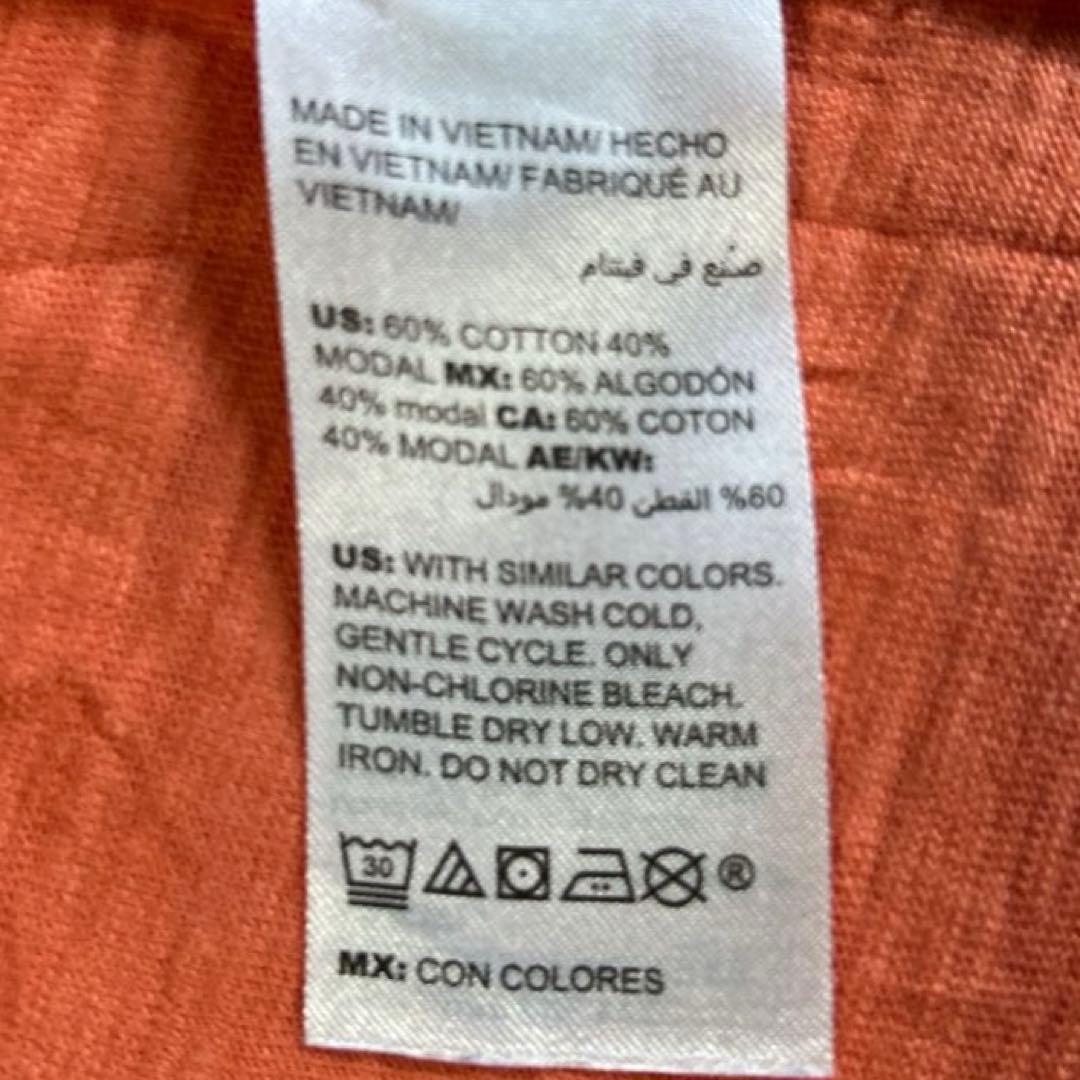 MADE IN VIETNAM/ HECHO
EN VIETNAM/ FABRIQUÉ AU
VIETNAM/
صُنع في فيتنام
US: 60% COTTON 40%
MODAL MX: 60% ALGODÓN
40% modal CA: 60% COTON
40% MODAL AE/KW:
60% القطن 40% مودال
US: WITH SIMILAR COLORS.
MACHINE WASH COLD,
GENTLE CYCLE. ONLY
NON-CHLORINE BLEACH.
TUMBLE DRY LOW. WARM
IRON. DO NOT DRY CLEAN
30 ®
MX: CON COLORES